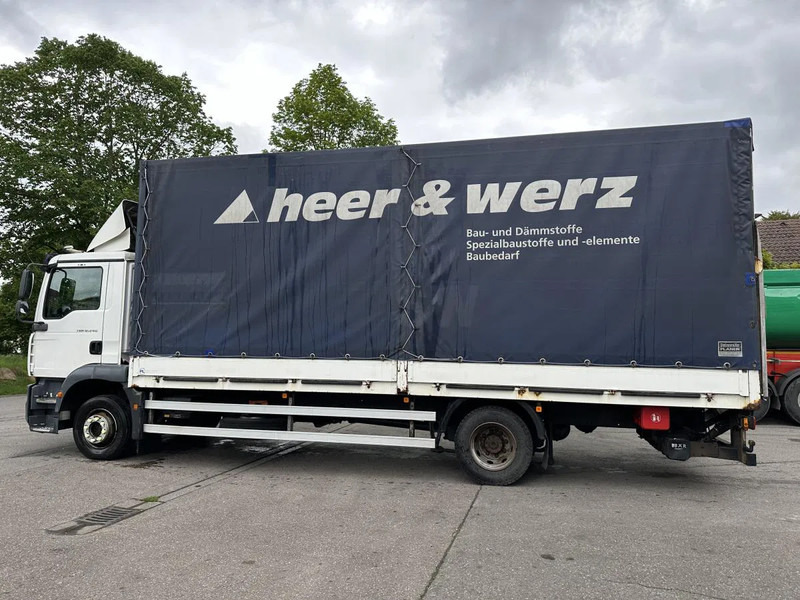 heer & werz
Bau- und Dämmstoffe
Spezialbaustoffe und -elemente
Baubedarf